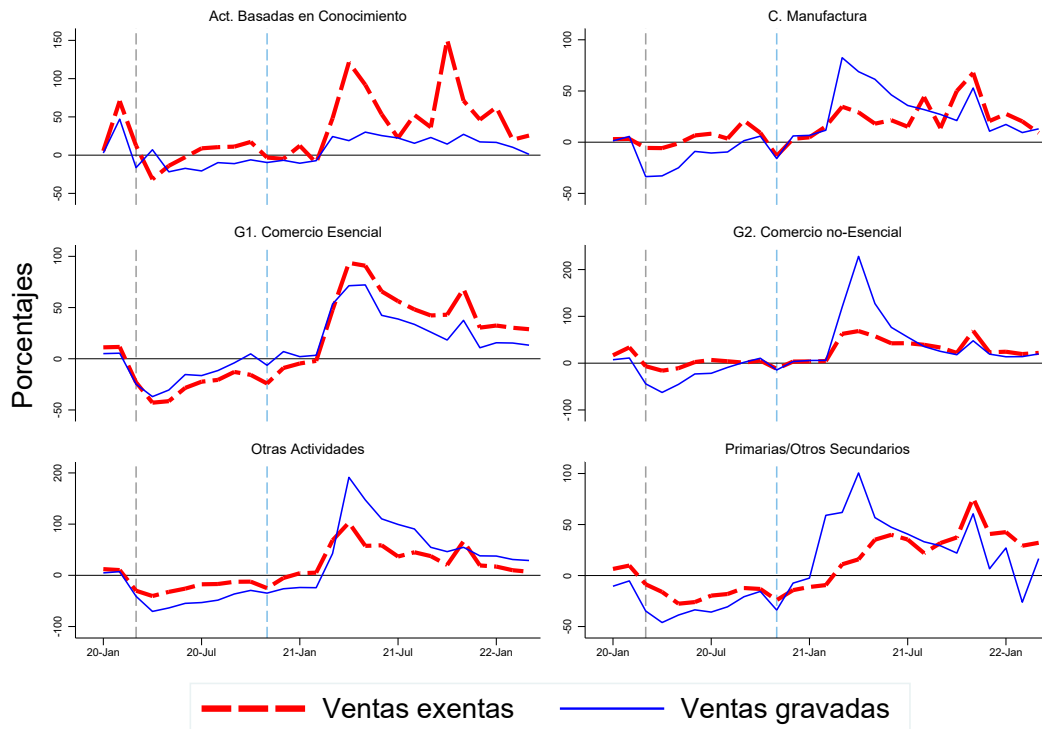 Act. Basadas en Conocimiento
150
100
50
0
-50
C. Manufactura
100
50
0
-50
G1. Comercio Esencial
100
50
0
-50
G2. Comercio no-Esencial
200
100
0
-100
Porcentajes
Otras Actividades
200
100
0
-100
20-Jan 20-Jul 21-Jan 21-Jul 22-Jan
Primarias/Otros Secundarios
100
50
0
-50
20-Jan 20-Jul 21-Jan 21-Jul 22-Jan
Ventas exentas Ventas gravadas